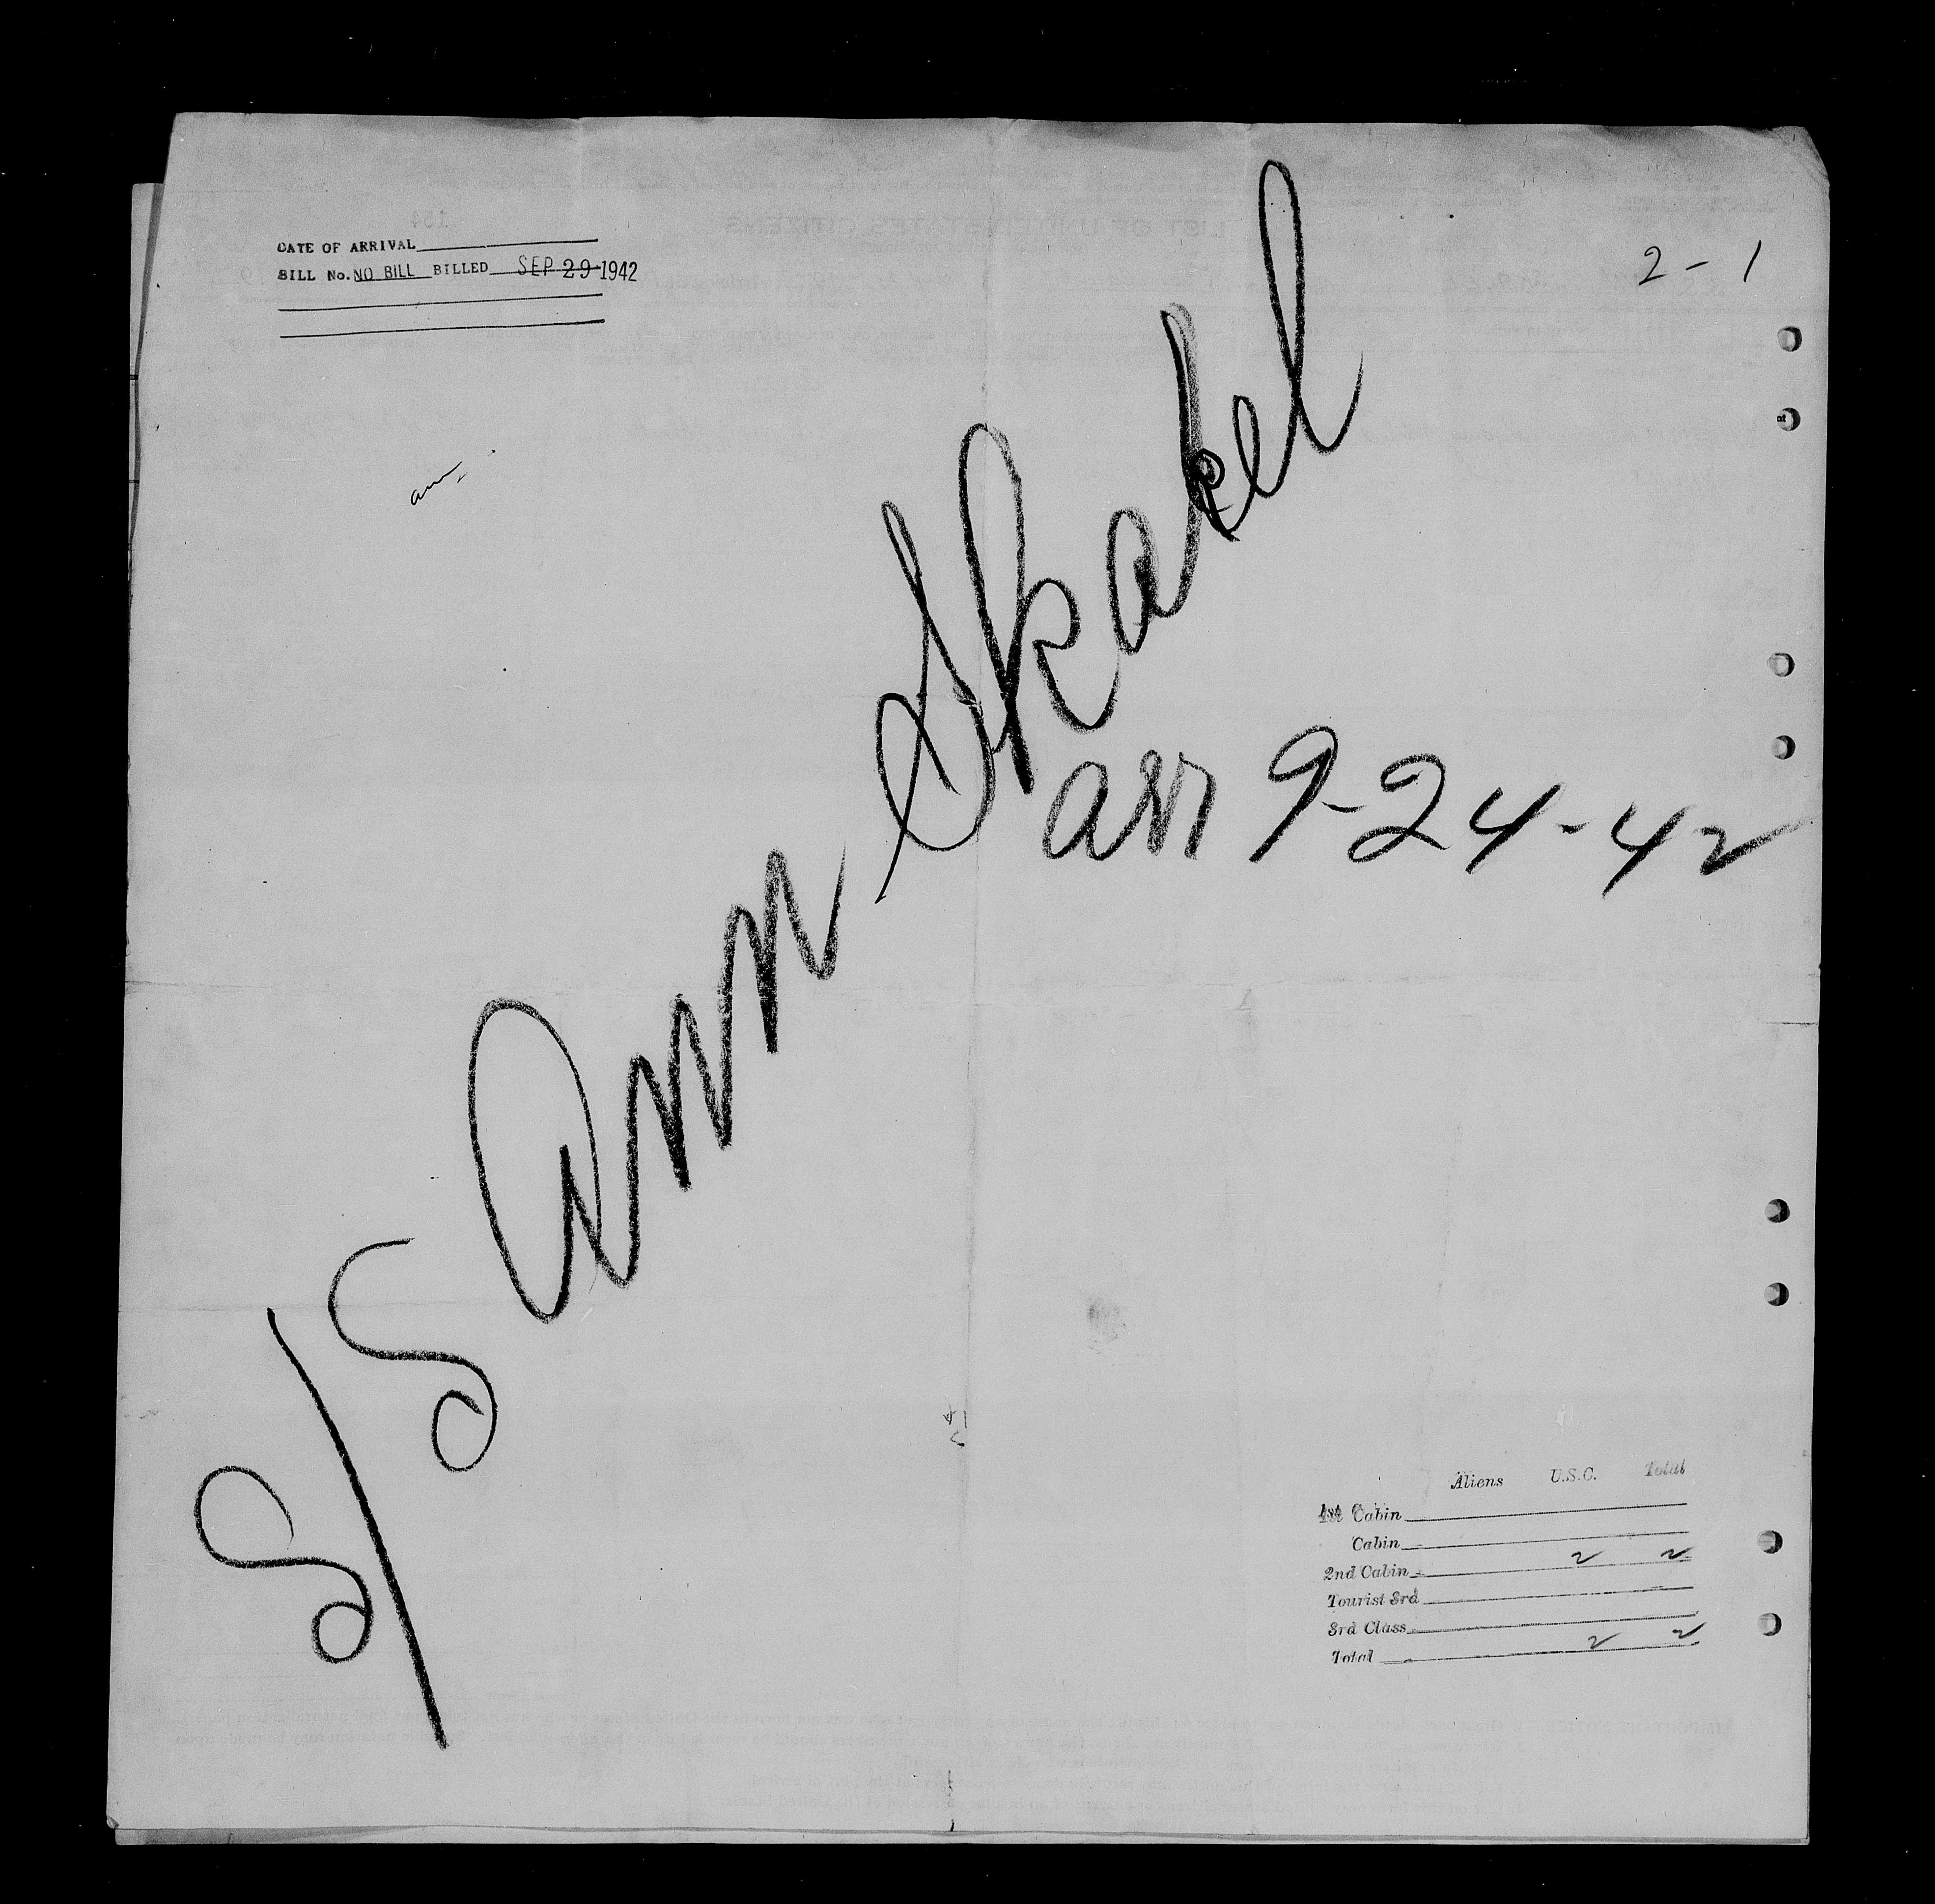 DATE OF ARRIVAL
BILL No. NO BILL BILLED SEP 29 1942
2 - 1
S/S Ann Skakel
arr 9-24-42
Aliens U.S.C. Total
1st Cabin
Cabin
2nd Cabin 2 2
Tourist 3rd
3rd Class
Total 2 2